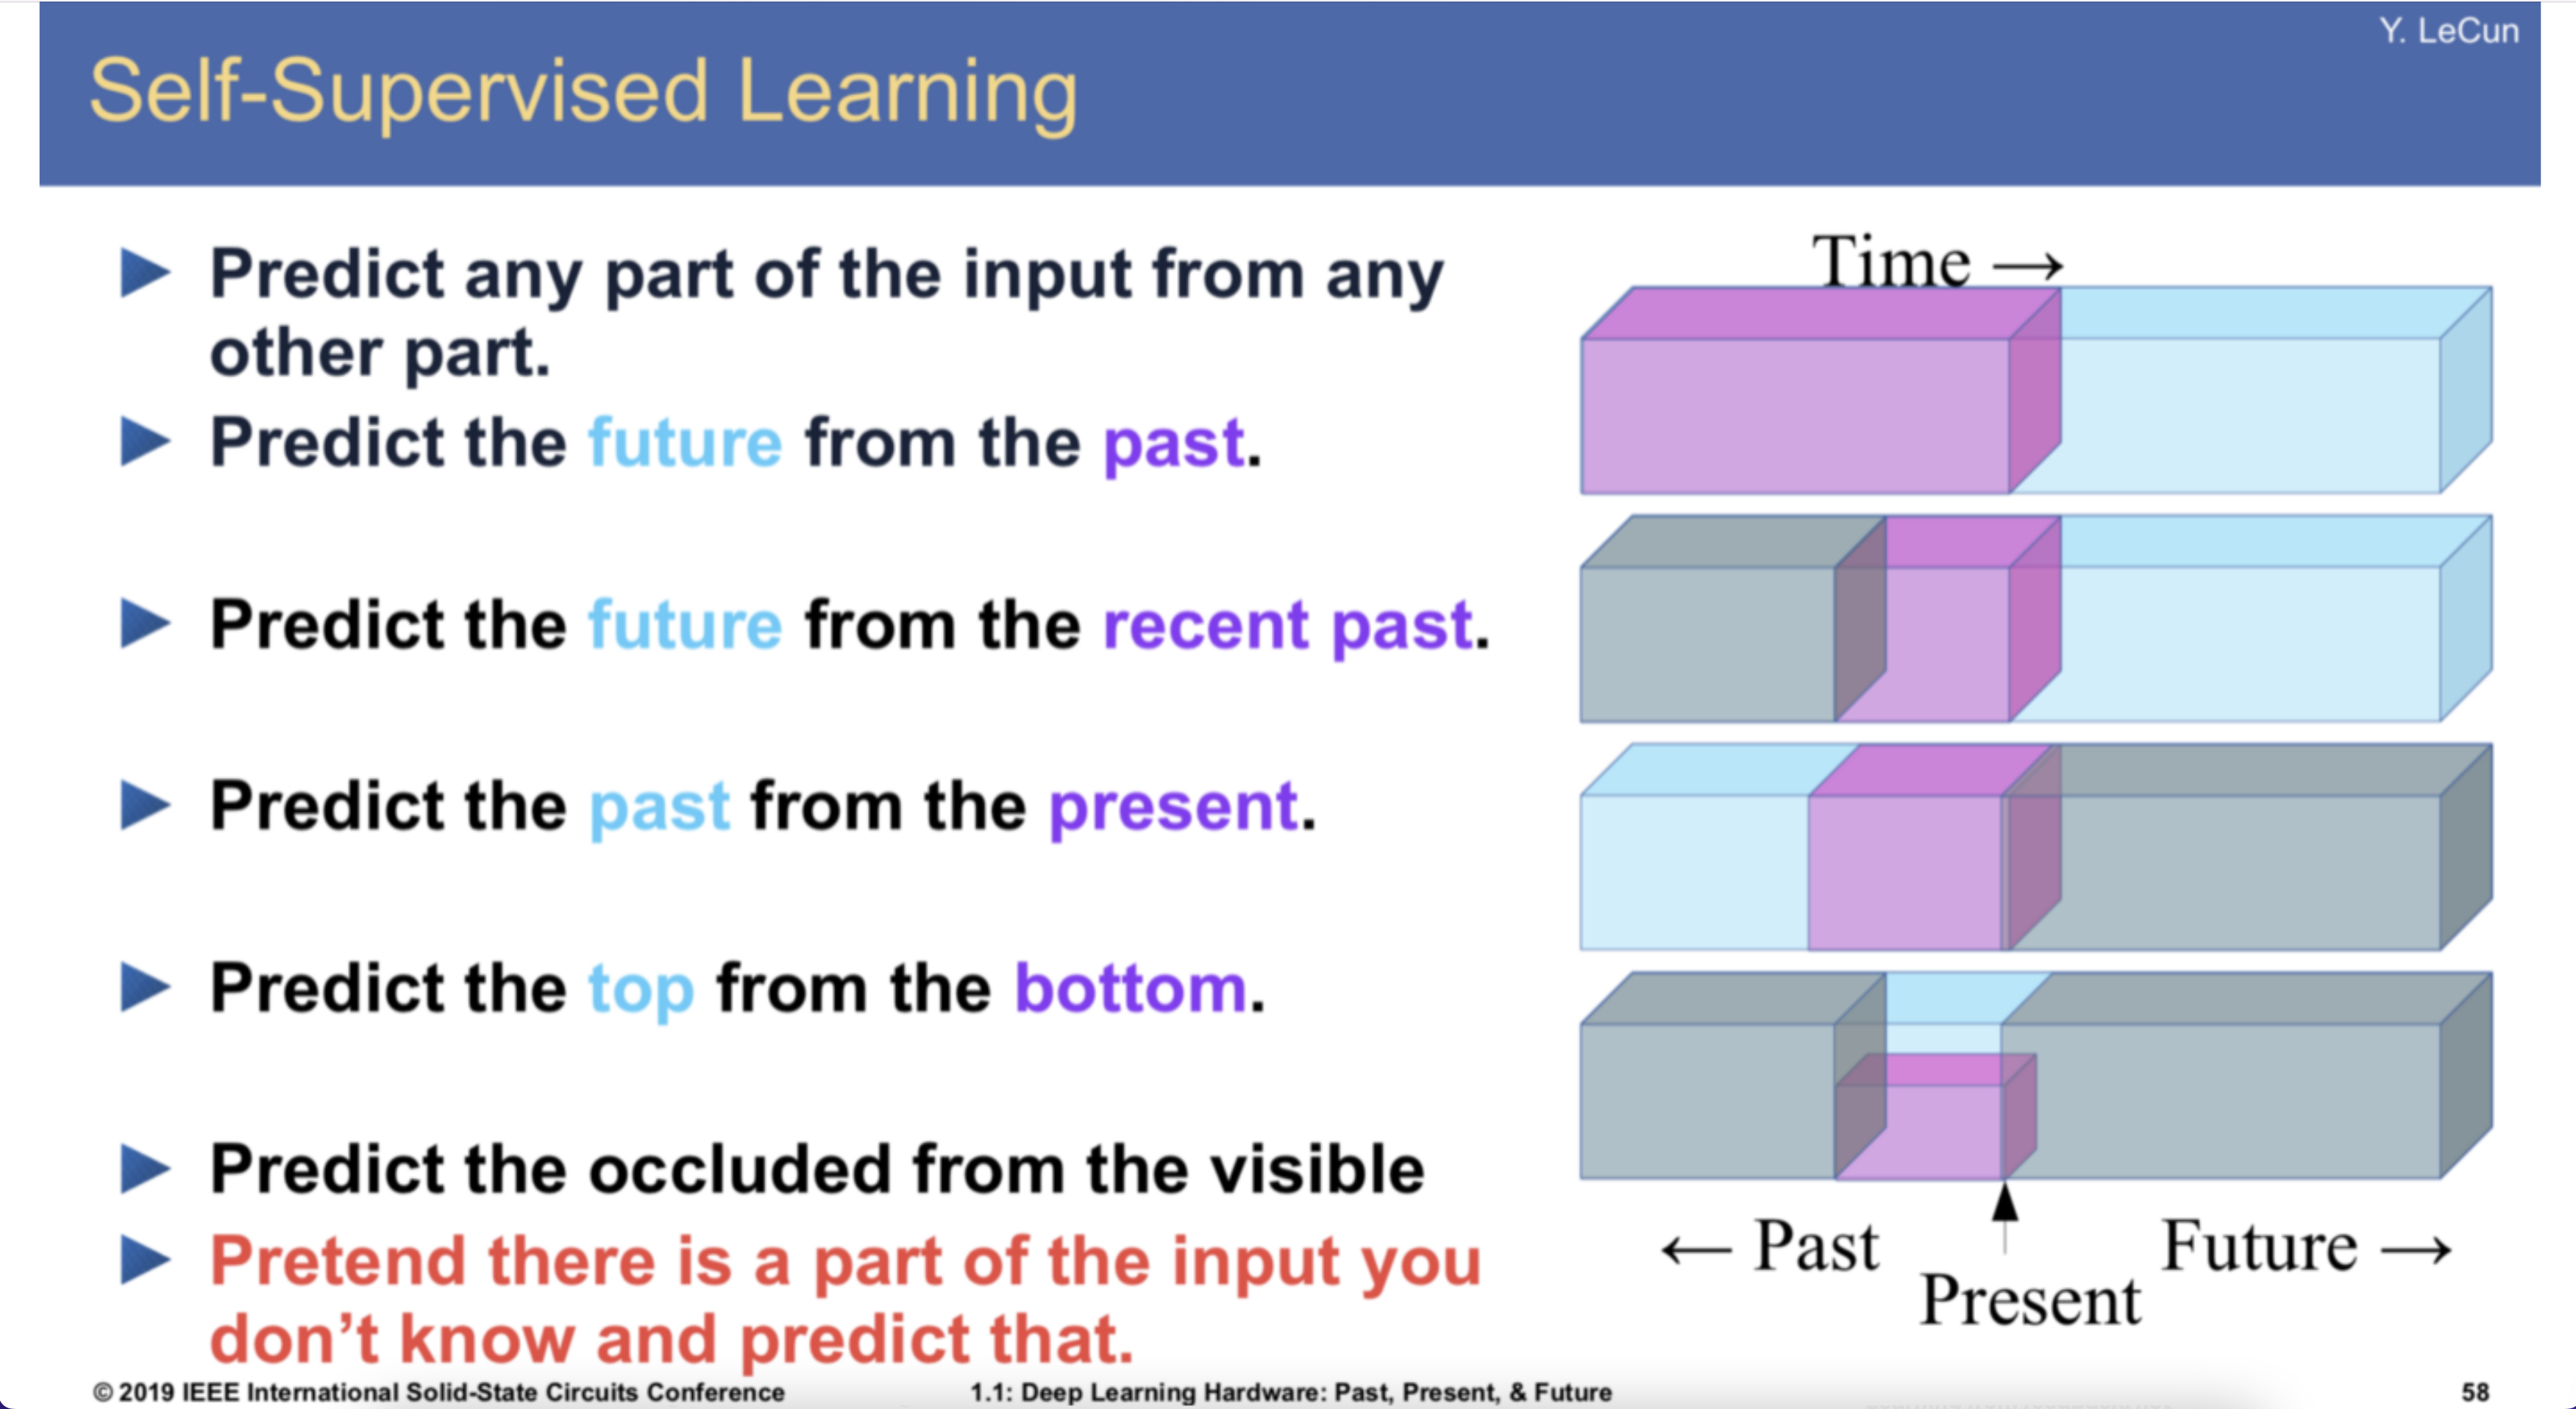 Y. LeCun
Self-Supervised Learning
Predict any part of the input from any
other part.
Predict the future from the past.
Predict the future from the recent past.
Predict the past from the present.
Predict the top from the bottom.
Predict the occluded from the visible
Pretend there is a part of the input you
don't know and predict that.
Time →
← Past
Present
Future →
© 2019 IEEE International Solid-State Circuits Conference
1.1: Deep Learning Hardware: Past, Present, & Future
58